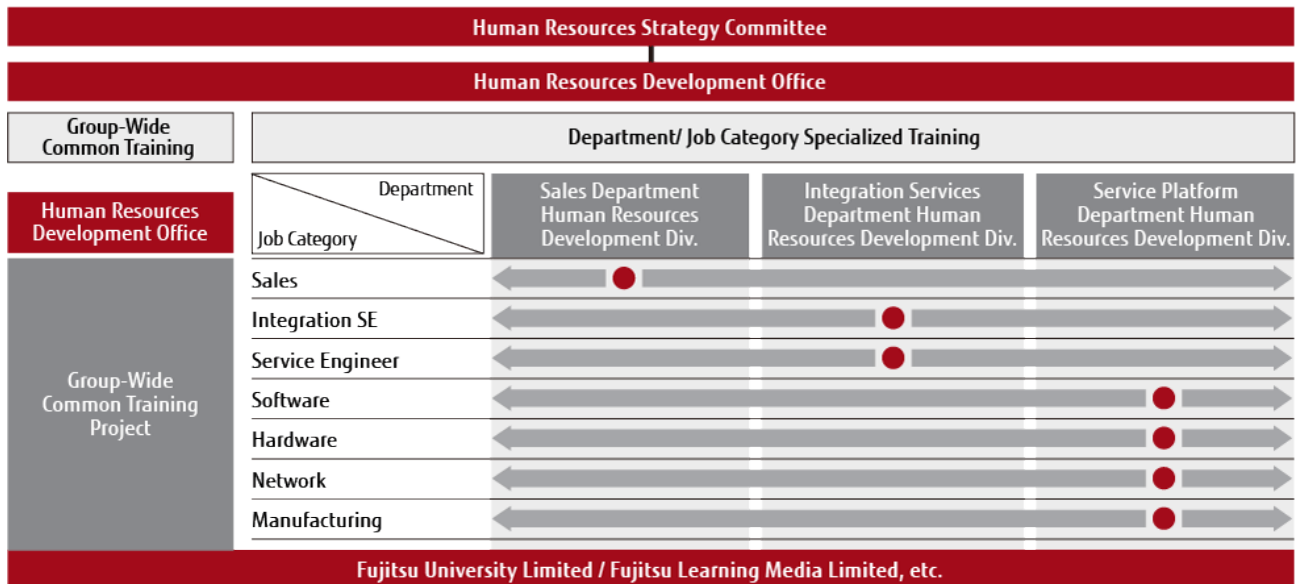 Human Resources Strategy Committee
Human Resources Development Office
Group-Wide
Common Training
Department/ Job Category Specialized Training
Human Resources
Development Office
Department
Job Category
Sales Department
Human Resources
Development Div.
Integration Services
Department Human
Resources Development Div.
Service Platform
Department Human
Resources Development Div.
Group-Wide
Common Training
Project
Sales
Integration SE
Service Engineer
Software
Hardware
Network
Manufacturing
Fujitsu University Limited / Fujitsu Learning Media Limited, etc.